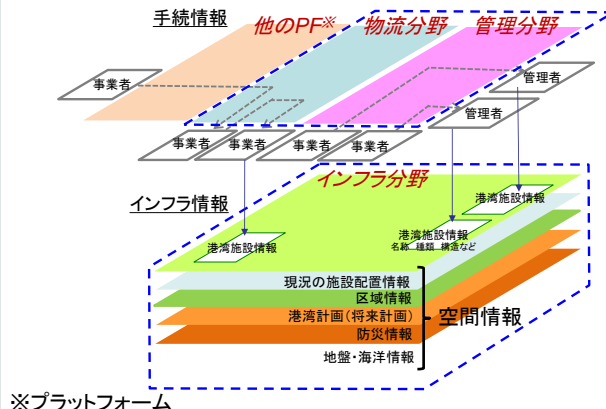 手続情報
他のPF※
物流分野
管理分野
事業者
管理者
管理者
事業者
事業者
事業者
事業者
インフラ分野
インフラ情報
港湾施設情報
港湾施設情報
港湾施設情報
名称 種類 構造など
現況の施設配置情報
区域情報
港湾計画(将来計画)
空間情報
防災情報
地盤・海洋情報
※プラットフォーム